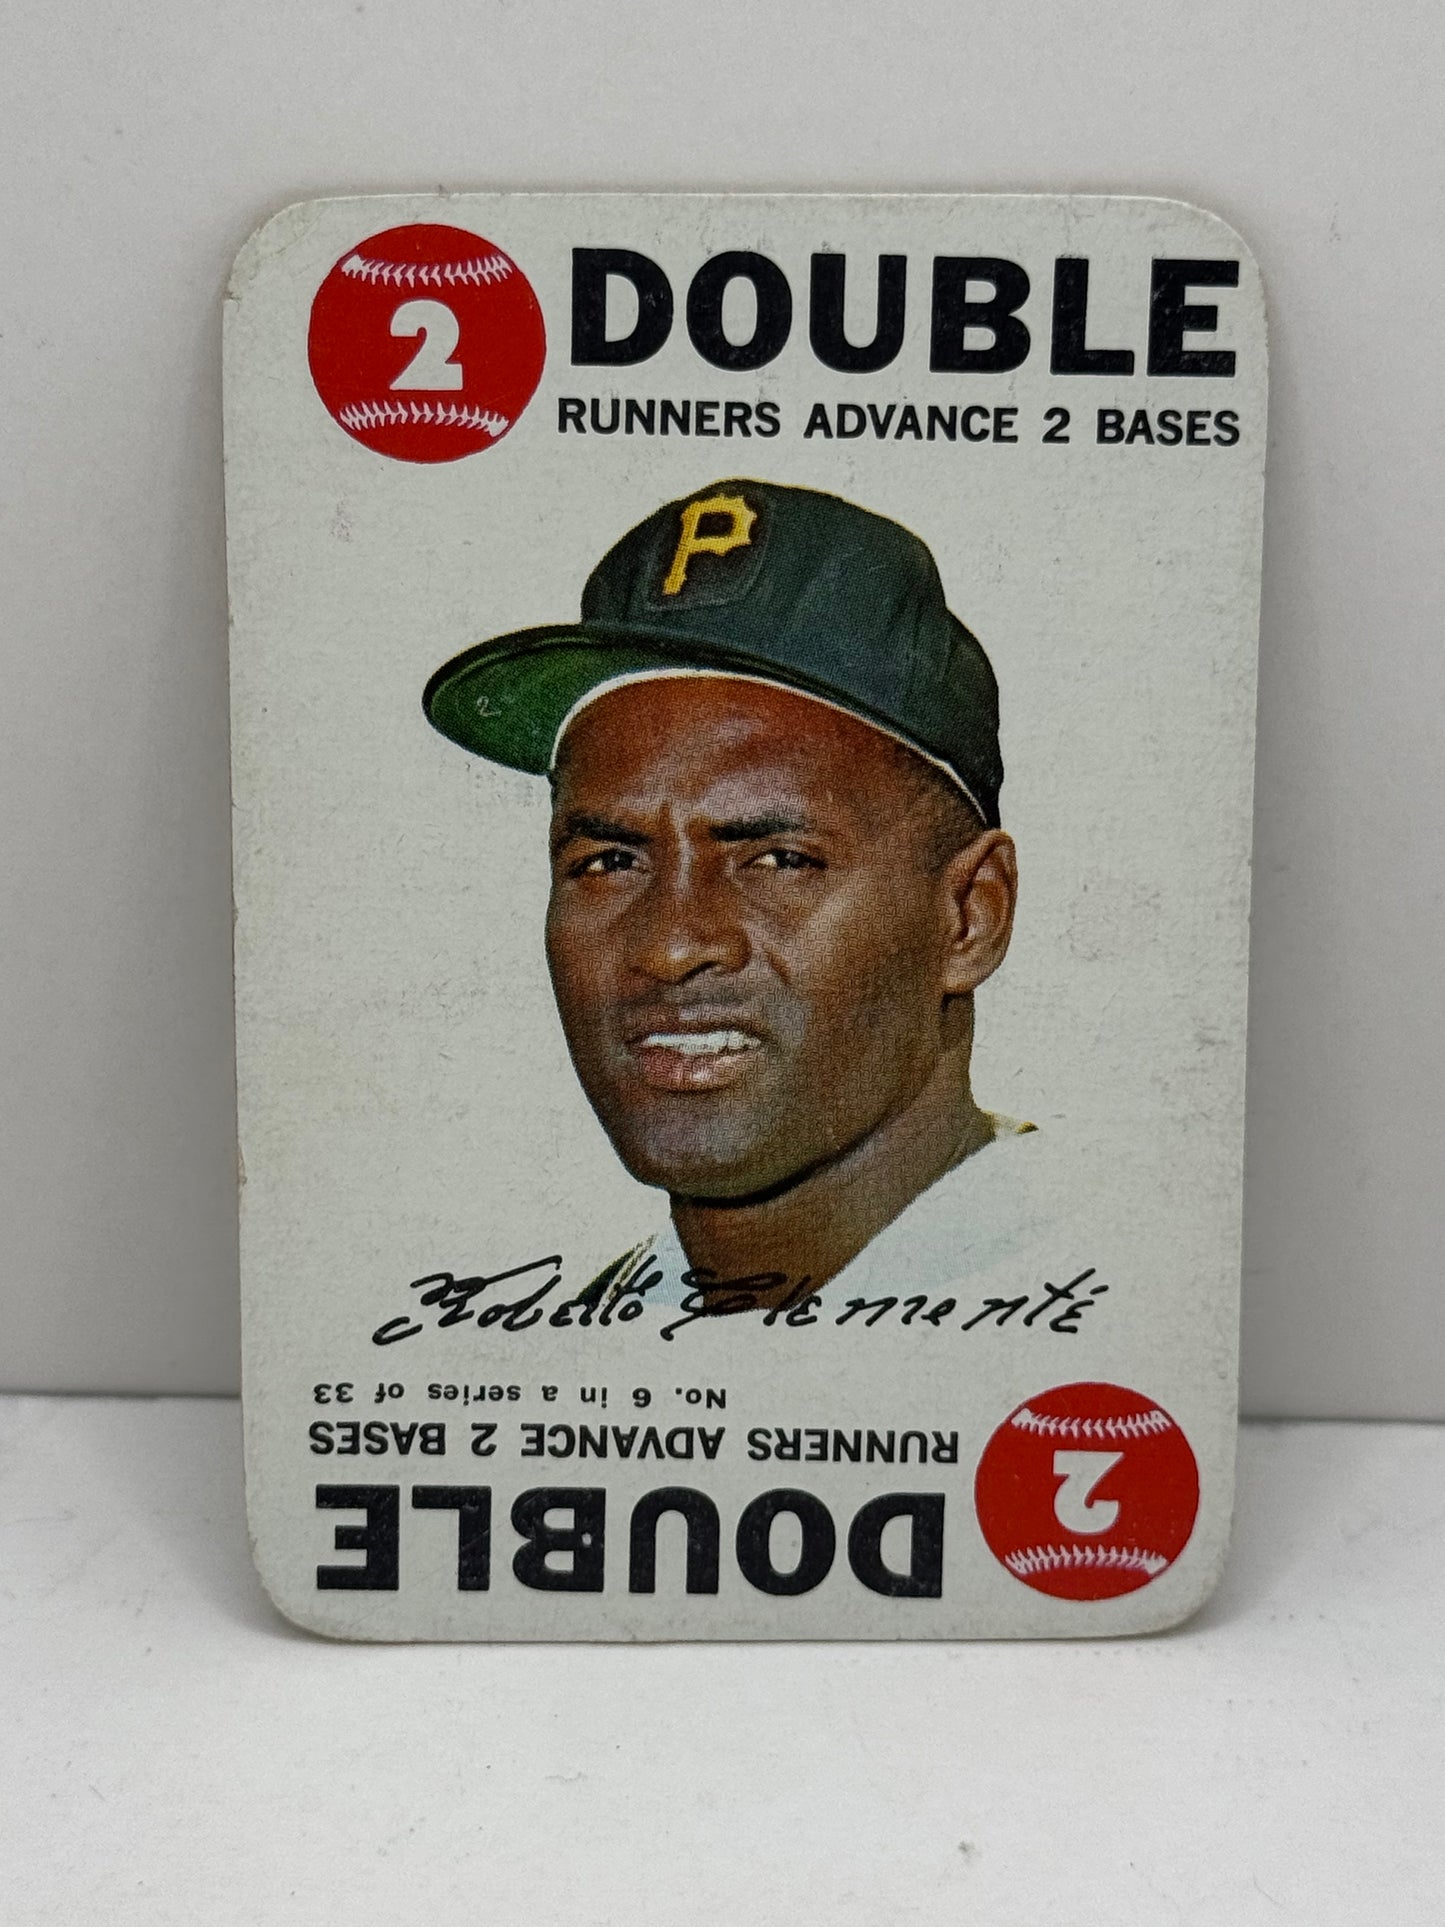 2
DOUBLE
RUNNERS ADVANCE 2 BASES
P
2
Roberto Clemente
No. 6 in a series of 33
RUNNERS ADVANCE 2 BASES
DOUBLE
2